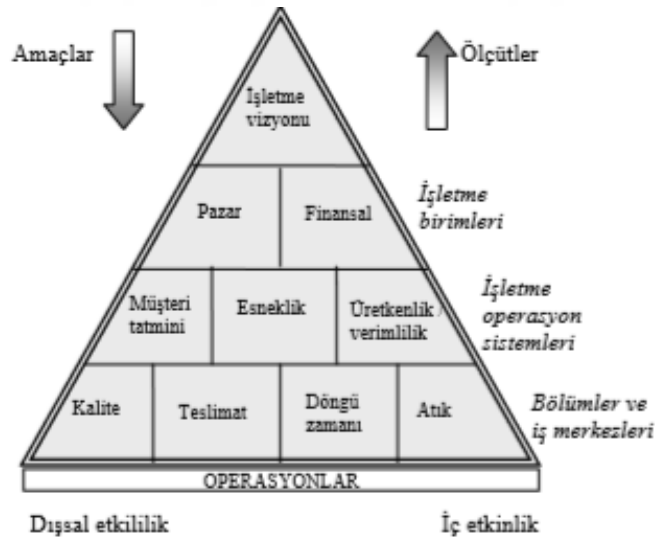 Amaçlar
Ölçütler
İşletme
vizyonu
Pazar
Finansal
İşletme
birimleri
Müşteri
tatmini
Esneklik
Üretkenlik /
verimlilik
İşletme
operasyon
sistemleri
Kalite
Teslimat
Döngü
zamanı
Atık
Bölümler ve
iş merkezleri
OPERASYONLAR
Dışsal etkililik
İç etkinlik